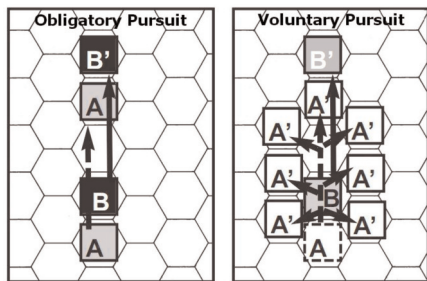 Obligatory Pursuit
B'
A
B
A
Voluntary Pursuit
B'
A'
A' A'
A' A'
B
A' A'
A